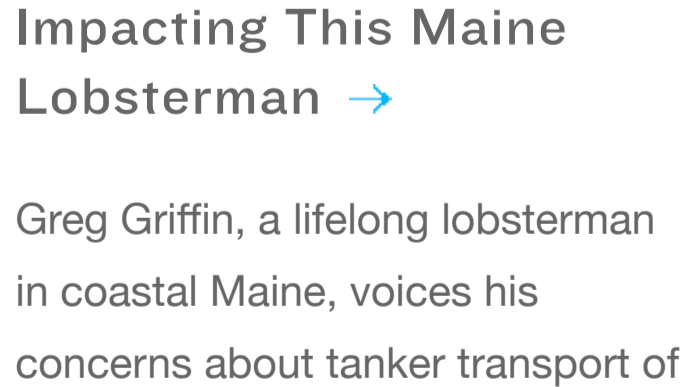 Impacting This Maine
Lobsterman →
Greg Griffin, a lifelong lobsterman
in coastal Maine, voices his
concerns about tanker transport of